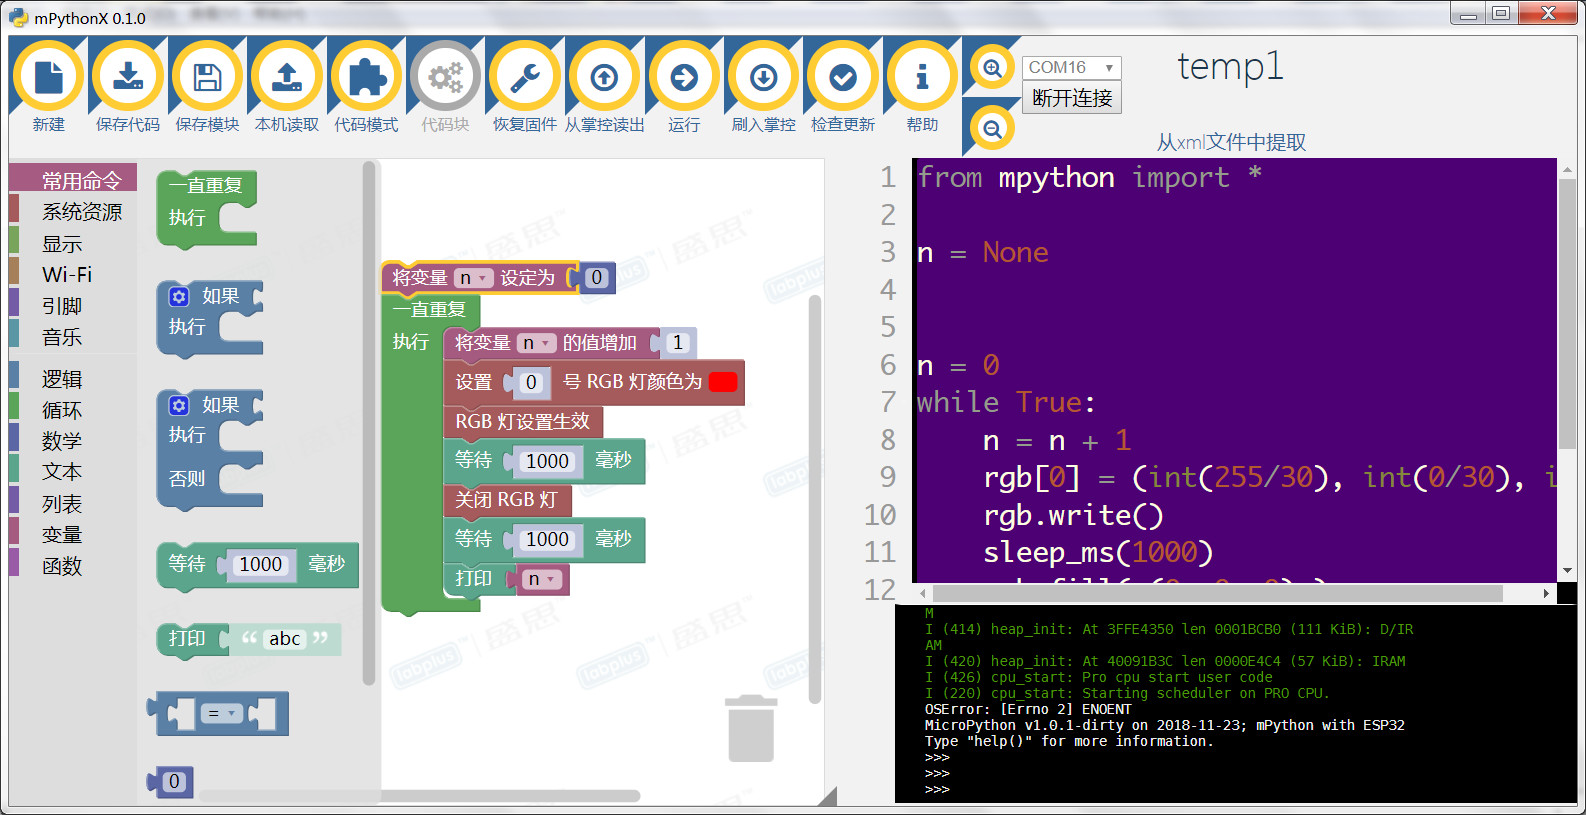 mPythonX 0.1.0
新建
保存代码
保存模块
本机读取
代码模式
代码块
恢复固件
从掌控读出
运行
刷入掌控
检查更新
帮助
COM16
断开连接
temp1
从xml文件中提取
常用命令
系统资源
显示
Wi-Fi
引脚
音乐
逻辑
循环
数学
文本
列表
变量
函数
一直重复
执行
如果
执行
如果
执行
否则
等待 1000 毫秒
打印 “ abc ”
=
0
将变量 n 设定为 0
一直重复
执行 将变量 n 的值增加 1
设置 0 号 RGB 灯颜色为
RGB 灯设置生效
等待 1000 毫秒
关闭 RGB 灯
等待 1000 毫秒
打印 n
labplus 盛思™
1 from mpython import *
2
3 n = None
4
5
6 n = 0
7 while True:
8 n = n + 1
9 rgb[0] = (int(255/30), int(0/30), i
10 rgb.write()
11 sleep_ms(1000)
12
M
I (414) heap_init: At 3FFE4350 len 0001BCB0 (111 KiB): D/IR
AM
I (420) heap_init: At 40091B3C len 0000E4C4 (57 KiB): IRAM
I (426) cpu_start: Pro cpu start user code
I (220) cpu_start: Starting scheduler on PRO CPU.
OSError: [Errno 2] ENOENT
MicroPython v1.0.1-dirty on 2018-11-23; mPython with ESP32
Type "help()" for more information.
>>>
>>>
>>>